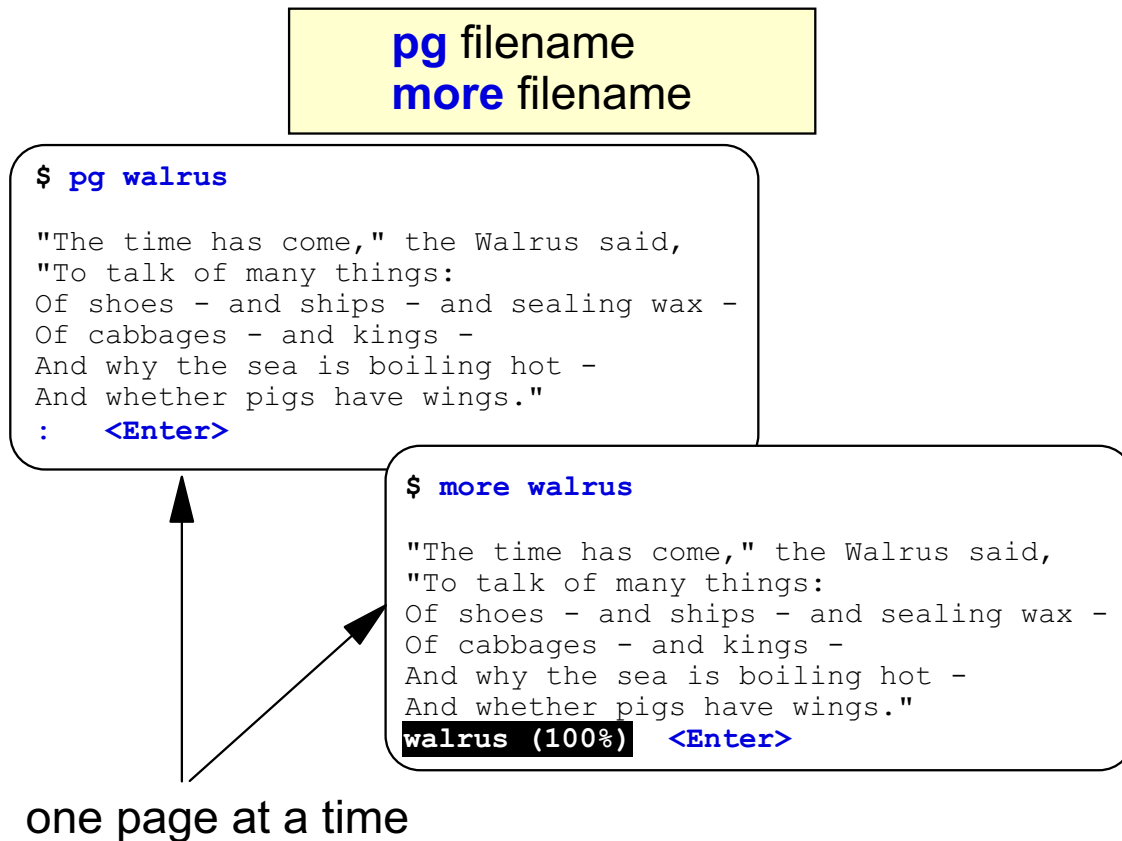 pg filename
more filename
$ pg walrus
"The time has come," the Walrus said,
"To talk of many things:
Of shoes - and ships - and sealing wax -
Of cabbages - and kings -
And why the sea is boiling hot -
And whether pigs have wings."
: <Enter>
$ more walrus
"The time has come," the Walrus said,
"To talk of many things:
Of shoes - and ships - and sealing wax -
Of cabbages - and kings -
And why the sea is boiling hot -
And whether pigs have wings."
walrus (100%) <Enter>
one page at a time